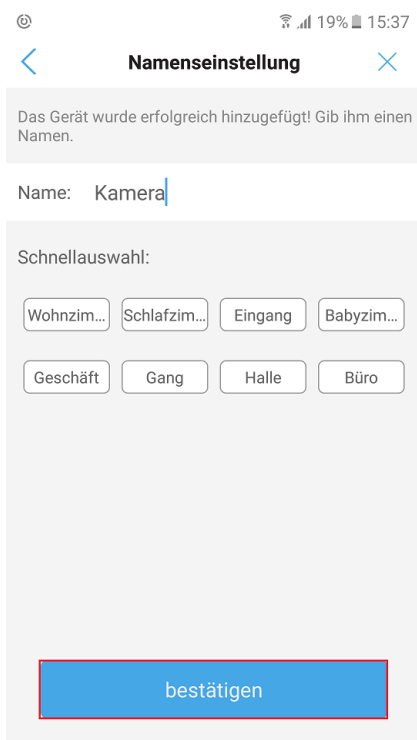 19% 15:37
Namenseinstellung
Das Gerät wurde erfolgreich hinzugefügt! Gib ihm einen
Namen.
Name: Kamera
Schnellauswahl:
Wohnzim... Schlafzim... Eingang Babyzim...
Geschäft Gang Halle Büro
bestätigen